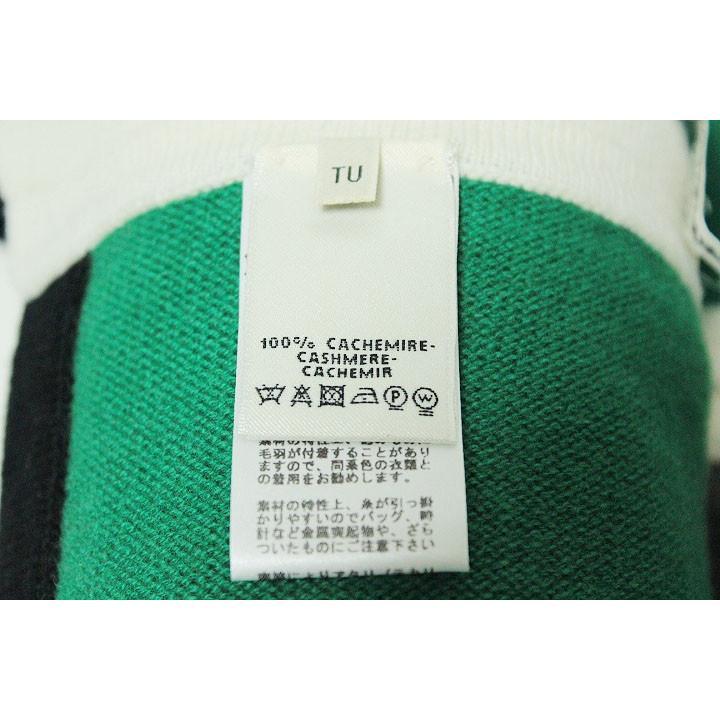 TU
100% CACHEMIRE-
CASHMERE-
CACHEMIR
P W
毛羽が付着することがあり
ますので、同系色の衣類と
の着用をお勧めします。
素材の特性上、糸が引っ掛
かりやすいのでバッグ、時
計など金属突起物や、ざら
ついたものにご注意下さい